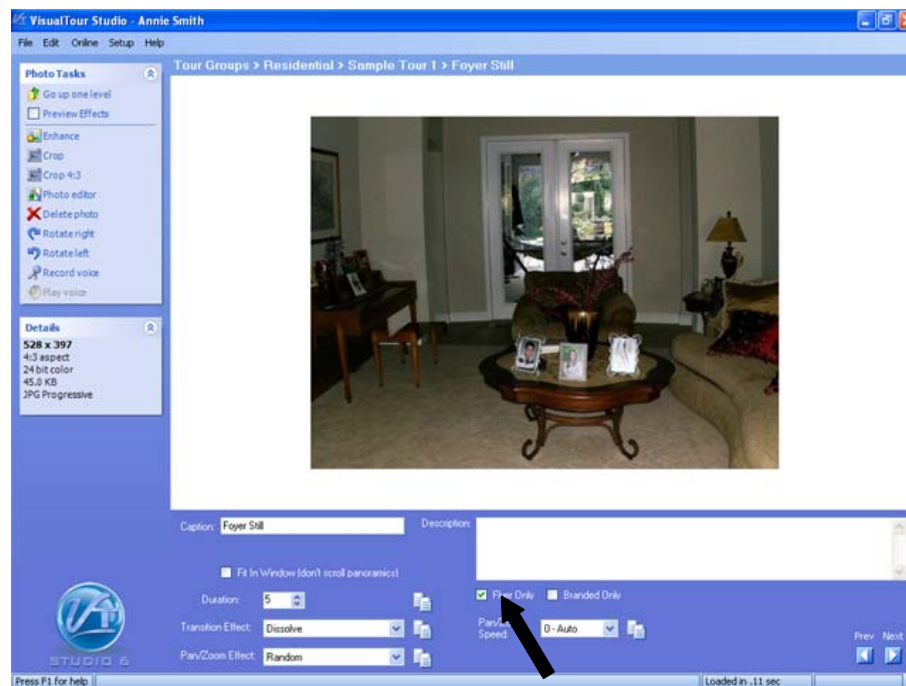 VisualTour Studio - Annie Smith
File Edit Online Setup Help
Tour Groups > Residential > Sample Tour 1 > Foyer Still
Photo Tasks
Go up one level
Preview Effects
Enhance
Crop
Crop 4:3
Photo editor
Delete photo
Rotate right
Rotate left
Record voice
Play voice
Details
528 x 397
4:3 aspect
24 bit color
45.0 KB
JPG Progressive
Caption: Foyer Still
Description:
Fit In Window (don't scroll panoramics)
Duration: 5
Only
Branded Only
Transition Effect: Dissolve
Speed: 0 - Auto
Pan/Zoom Effect: Random
Prev Next
STUDIO 6
Press F1 for help
Loaded in .11 sec